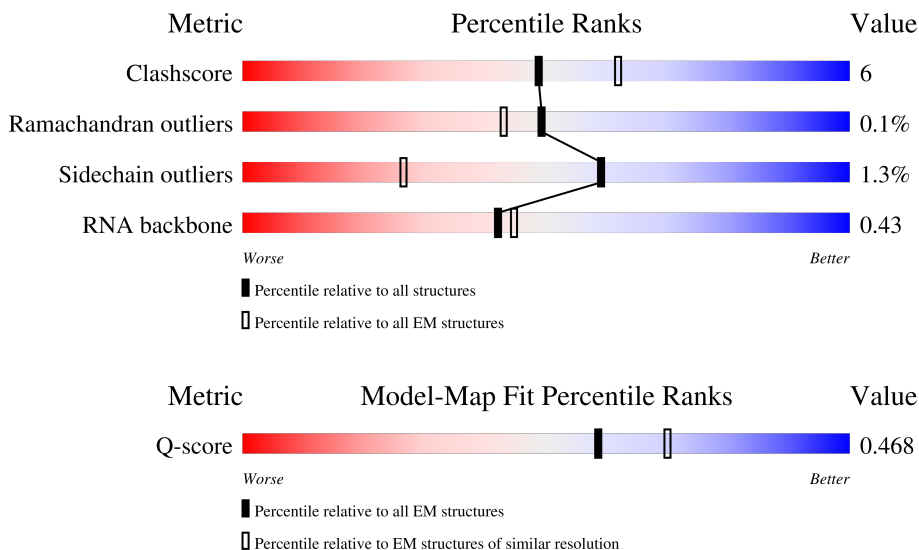 Metric Percentile Ranks Value
Clashscore 6
Ramachandran outliers 0.1%
Sidechain outliers 1.3%
RNA backbone 0.43
Worse Better
Percentile relative to all structures
Percentile relative to all EM structures
Metric Model-Map Fit Percentile Ranks Value
Q-score 0.468
Worse Better
Percentile relative to all EM structures
Percentile relative to EM structures of similar resolution